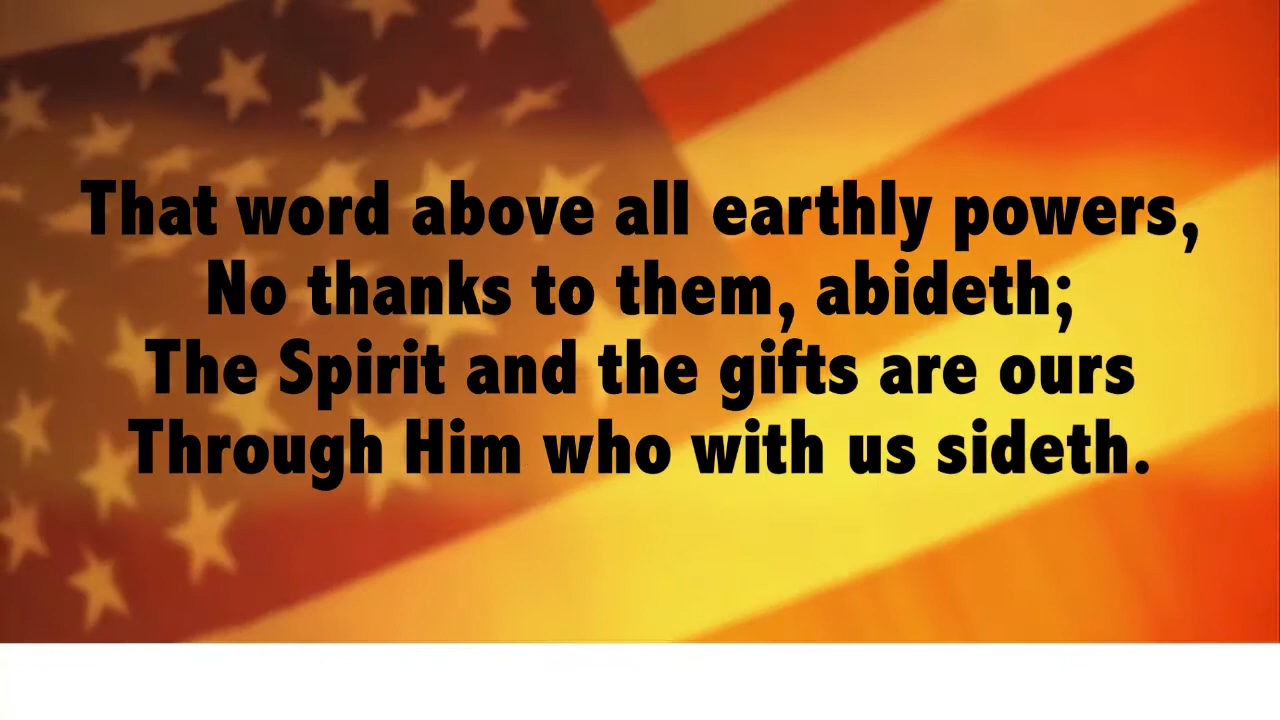 That word above all earthly powers,
No thanks to them, abideth;
The Spirit and the gifts are ours
Through Him who with us sideth.